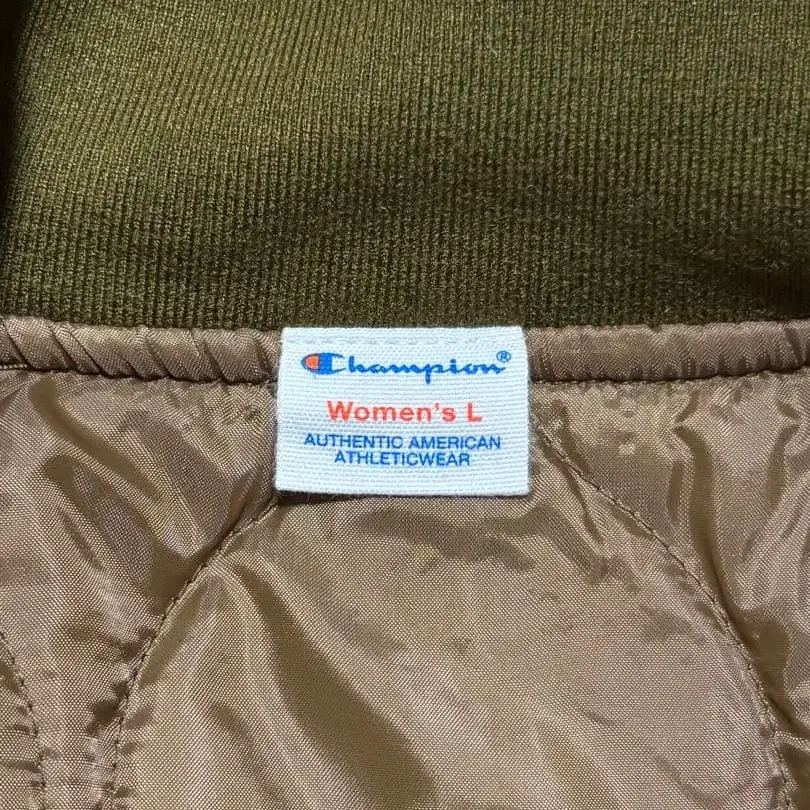 Champion®
Women's L
AUTHENTIC AMERICAN
ATHLETICWEAR